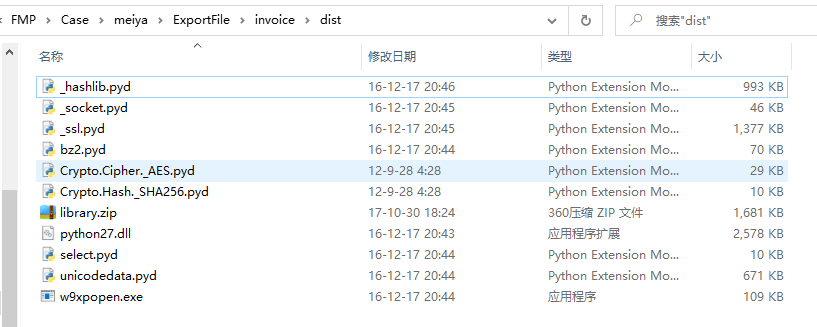 FMP > Case > meiya > ExportFile > invoice > dist 搜索"dist"
名称 修改日期 类型 大小
_hashlib.pyd 16-12-17 20:46 Python Extension Mo... 993 KB
_socket.pyd 16-12-17 20:45 Python Extension Mo... 46 KB
_ssl.pyd 16-12-17 20:45 Python Extension Mo... 1,377 KB
bz2.pyd 16-12-17 20:44 Python Extension Mo... 70 KB
Crypto.Cipher._AES.pyd 12-9-28 4:28 Python Extension Mo... 29 KB
Crypto.Hash._SHA256.pyd 12-9-28 4:28 Python Extension Mo... 10 KB
library.zip 17-10-30 18:24 360压缩 ZIP 文件 1,681 KB
python27.dll 16-12-17 20:43 应用程序扩展 2,578 KB
select.pyd 16-12-17 20:44 Python Extension Mo... 10 KB
unicodedata.pyd 16-12-17 20:44 Python Extension Mo... 671 KB
w9xpopen.exe 16-12-17 20:44 应用程序 109 KB